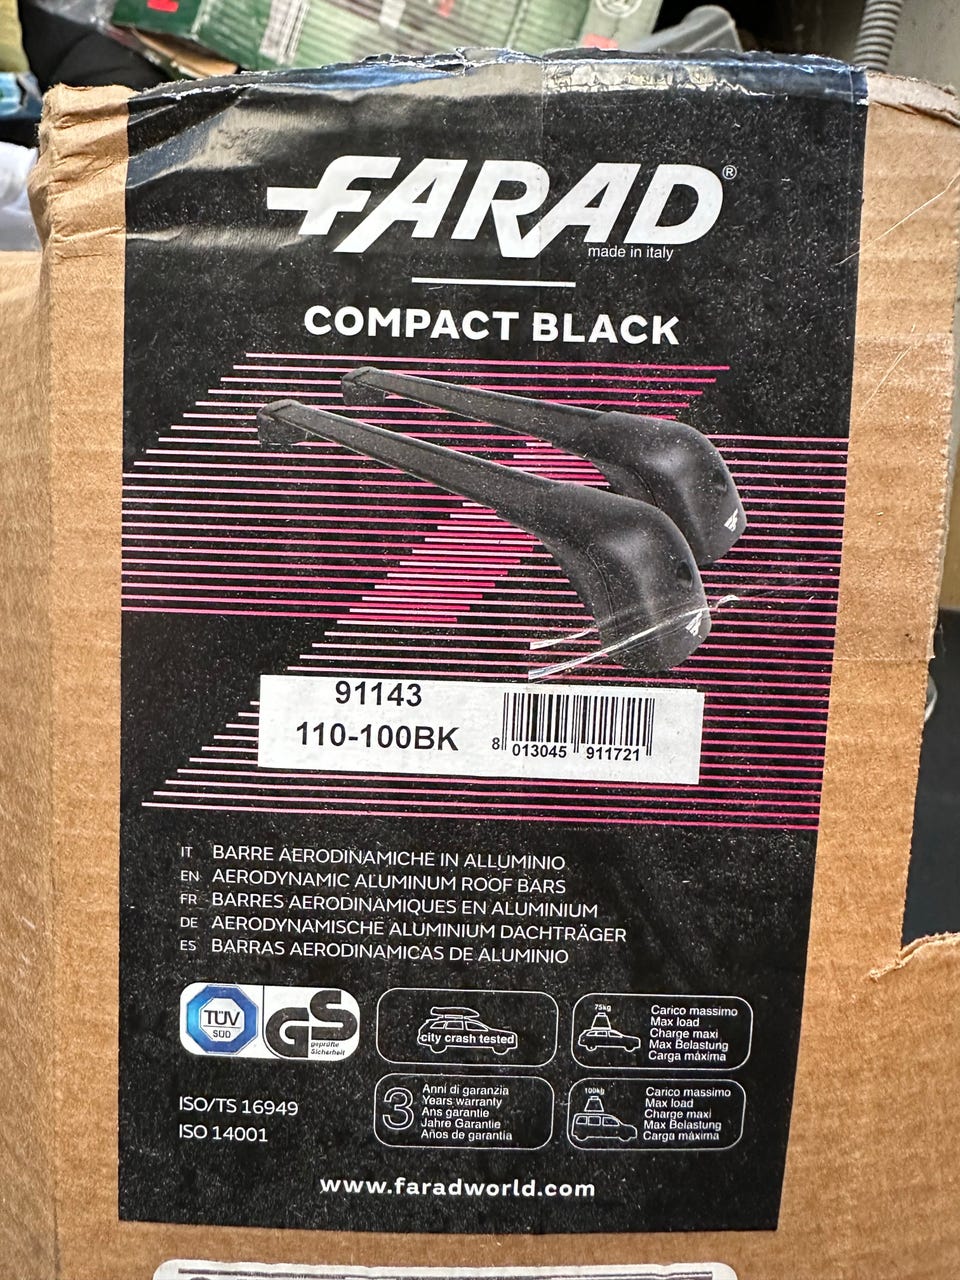 FARAD®
made in italy
COMPACT BLACK
91143
110-100BK
8 013045 911721
IT BARRE AERODINAMICHE IN ALLUMINIO
EN AERODYNAMIC ALUMINUM ROOF BARS
FR BARRES AERODINAMIQUES EN ALUMINIUM
DE AERODYNAMISCHE ALUMINIUM DACHTRÄGER
ES BARRAS AERODINAMICAS DE ALUMINIO
TÜV
SÜD
GS
geprüfte
Sicherheit
city crash tested
75kg
Carico massimo
Max load
Charge maxi
Max Belastung
Carga máxima
3
Anni di garanzia
Years warranty
Ans garantie
Jahre Garantie
Años de garantía
100kg
Carico massimo
Max load
Charge maxi
Max Belastung
Carga máxima
ISO/TS 16949
ISO 14001
www.faradworld.com